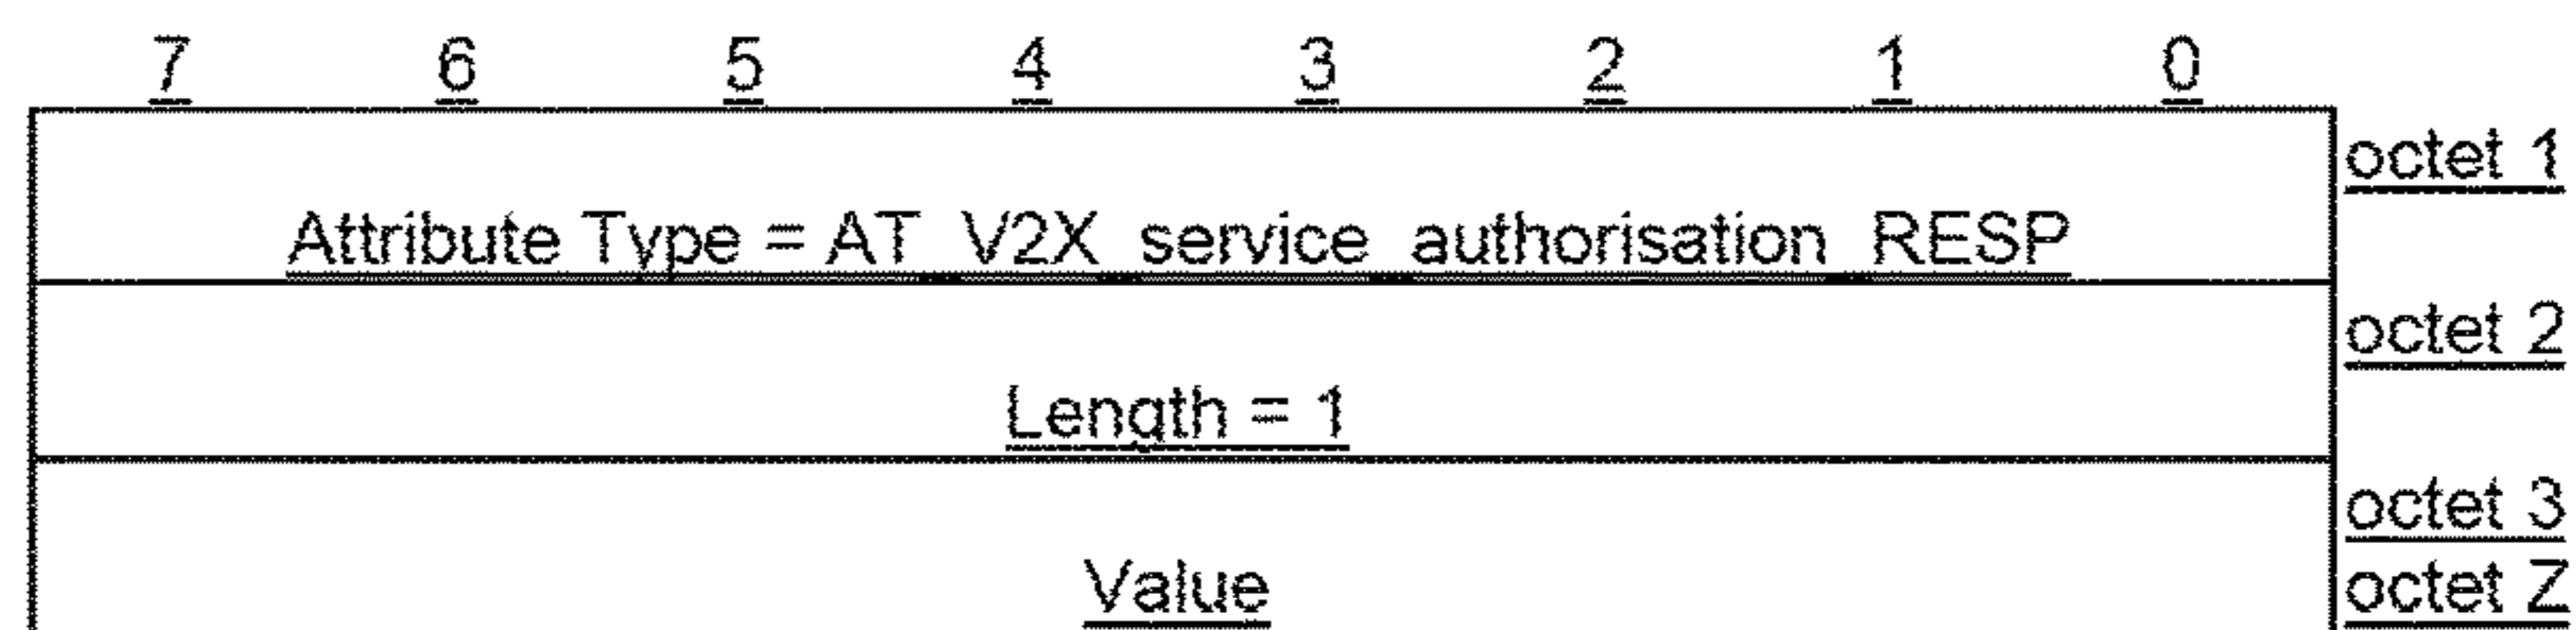 7 6 5 4 3 2 1 0
octet 1
Attribute Type = AT_V2X_service_authorisation_RESP
octet 2
Length = 1
octet 3
Value octet Z